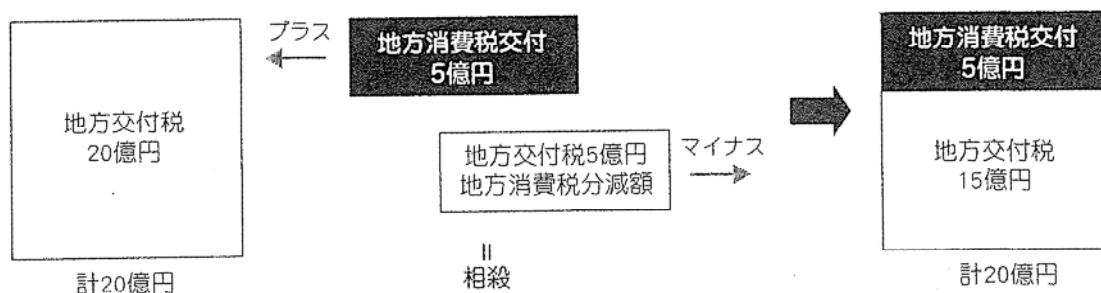 地方交付税
20億円
計20億円
プラス
地方消費税交付
5億円
地方交付税5億円
地方消費税分減額
マイナス
=
相殺
地方消費税交付
5億円
地方交付税
15億円
計20億円